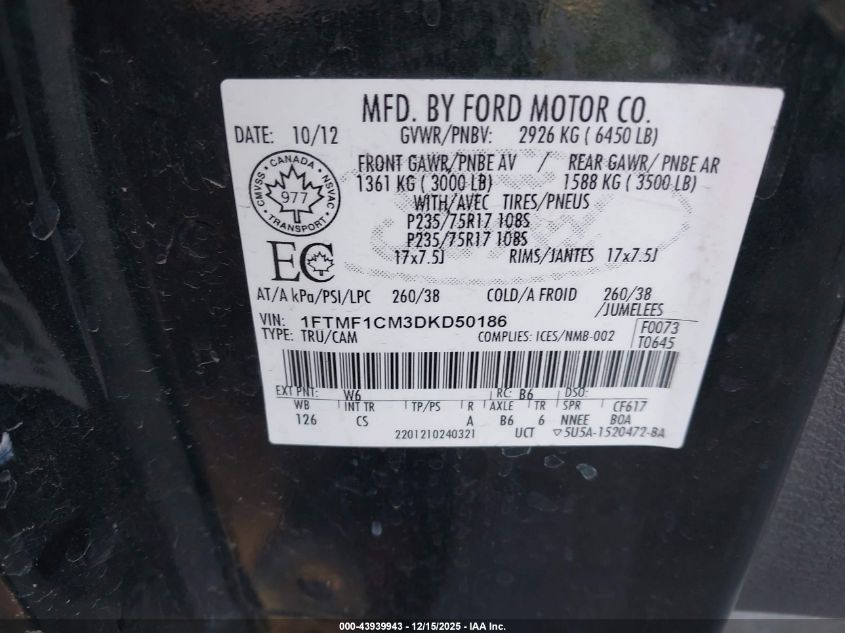 MFD. BY FORD MOTOR CO.
DATE: 10/12 GVWR/PNBV: 2926 KG ( 6450 LB)
FRONT GAWR/PNBE AV / REAR GAWR/ PNBE AR
1361 KG ( 3000 LB) 1588 KG ( 3500 LB)
WITH/AVEC TIRES/PNEUS
P235/75R17 108S
P235/75R17 108S
17x7.5J RIMS/JANTES 17x7.5J
CANADA
CMVSS NSVAC
977
TRANSPORT
EC
AT/A kPa/PSI/LPC 260/38 COLD/A FROID 260/38
/JUMELEES
VIN: 1FTMF1CM3DKD50186 F0073
TYPE: TRU/CAM COMPLIES: ICES/NMB-002 T0645
EXT PNT: W6 RC: B6 DSO:
WB INT TR TP/PS R AXLE TR SPR CF617
126 CS A B6 6 NNEE BOA
2201210240321 UCT ▽5U5A-1520472-BA
000-43939943 - 12/15/2025 - IAA Inc.